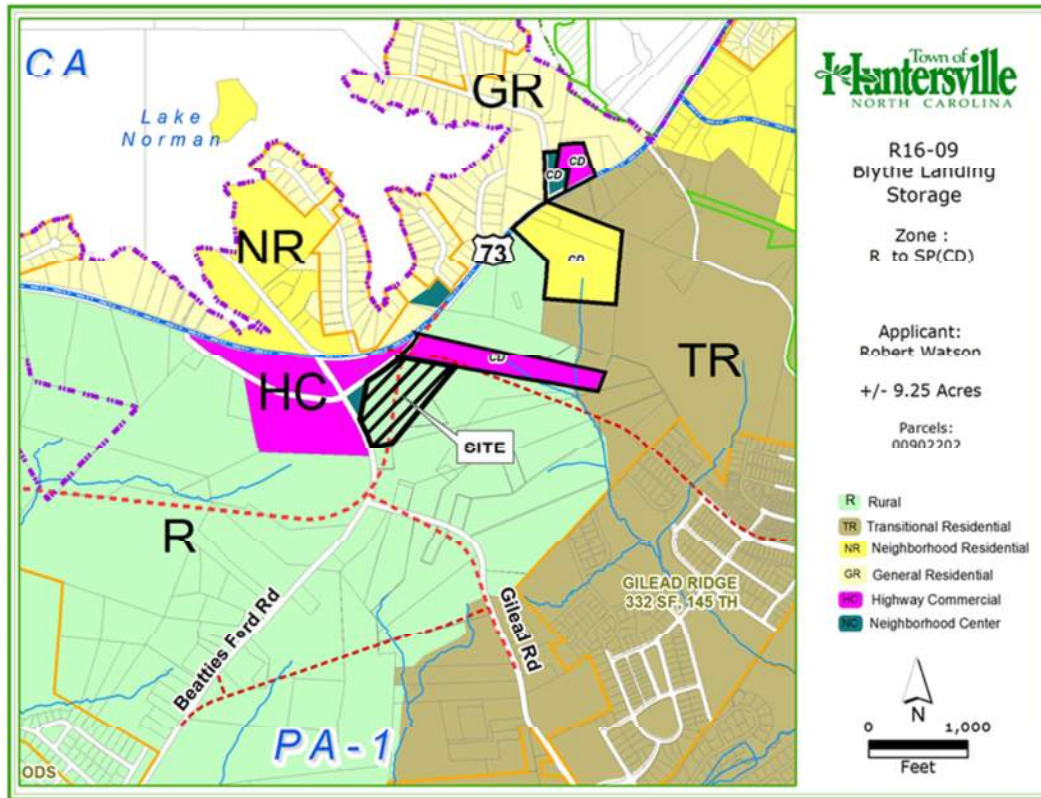 CA
Lake
Norman
GR
CD
CD
NR
73
CD
CD
HC
TR
SITE
R
GILEAD RIDGE
332 SF, 145 TH
Beatties Ford Rd
Gilead Rd
PA-1
ODS
Town of
Huntersville
NORTH CAROLINA
R16-09
Blythe Landing
Storage
Zone :
R to SP(CD)
Applicant:
Robert Watson
+/- 9.25 Acres
Parcels:
00902202
R Rural
TR Transitional Residential
NR Neighborhood Residential
GR General Residential
HC Highway Commercial
NC Neighborhood Center
N
0 1,000
Feet